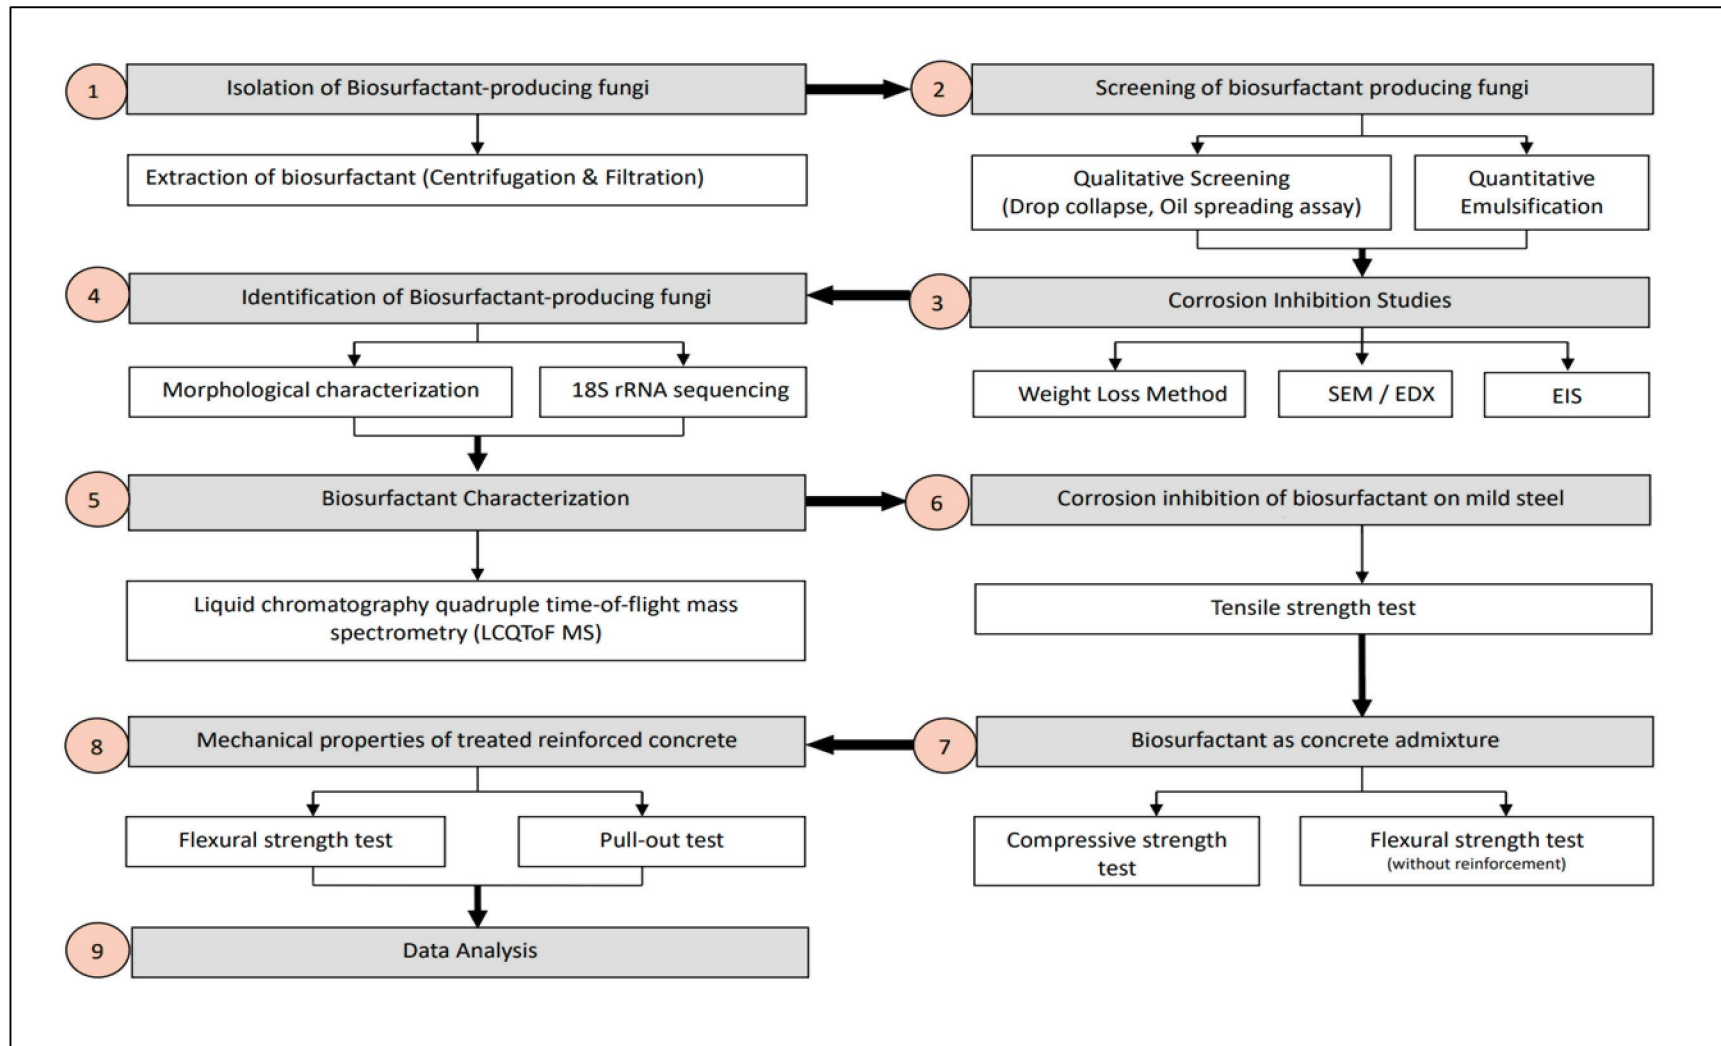 1
Isolation of Biosurfactant-producing fungi
Extraction of biosurfactant (Centrifugation & Filtration)
2
Screening of biosurfactant producing fungi
Qualitative Screening
(Drop collapse, Oil spreading assay)
Quantitative
Emulsification
3
Corrosion Inhibition Studies
Weight Loss Method
SEM / EDX
EIS
4
Identification of Biosurfactant-producing fungi
Morphological characterization
18S rRNA sequencing
5
Biosurfactant Characterization
Liquid chromatography quadruple time-of-flight mass
spectrometry (LCQToF MS)
6
Corrosion inhibition of biosurfactant on mild steel
Tensile strength test
7
Biosurfactant as concrete admixture
Compressive strength
test
Flexural strength test
(without reinforcement)
8
Mechanical properties of treated reinforced concrete
Flexural strength test
Pull-out test
9
Data Analysis